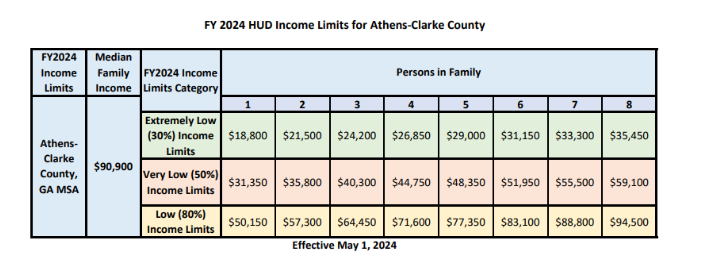 FY 2024 HUD Income Limits for Athens-Clarke County
FY2024
Income
Limits
Median
Family
Income
FY2024 Income
Limits Category
Persons in Family
1 2 3 4 5 6 7 8
Athens-
Clarke
County,
GA MSA
$90,900
Extremely Low
(30%) Income
Limits
$18,800 $21,500 $24,200 $26,850 $29,000 $31,150 $33,300 $35,450
Very Low (50%)
Income Limits
$31,350 $35,800 $40,300 $44,750 $48,350 $51,950 $55,500 $59,100
Low (80%)
Income Limits
$50,150 $57,300 $64,450 $71,600 $77,350 $83,100 $88,800 $94,500
Effective May 1, 2024